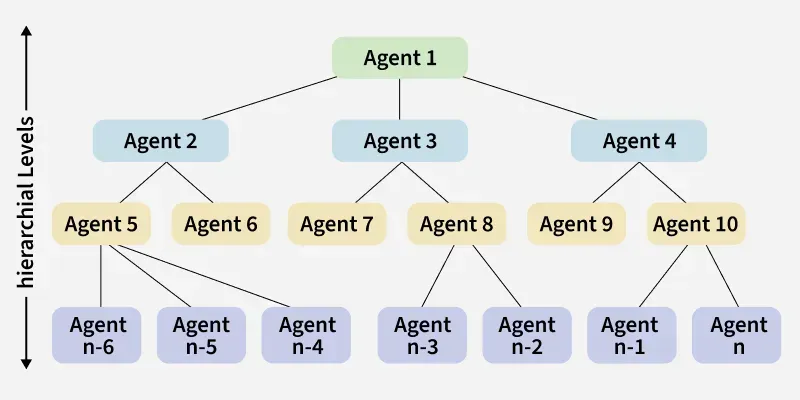 hierarchial Levels
Agent 1
Agent 2
Agent 3
Agent 4
Agent 5
Agent 6
Agent 7
Agent 8
Agent 9
Agent 10
Agent
n-6
Agent
n-5
Agent
n-4
Agent
n-3
Agent
n-2
Agent
n-1
Agent
n